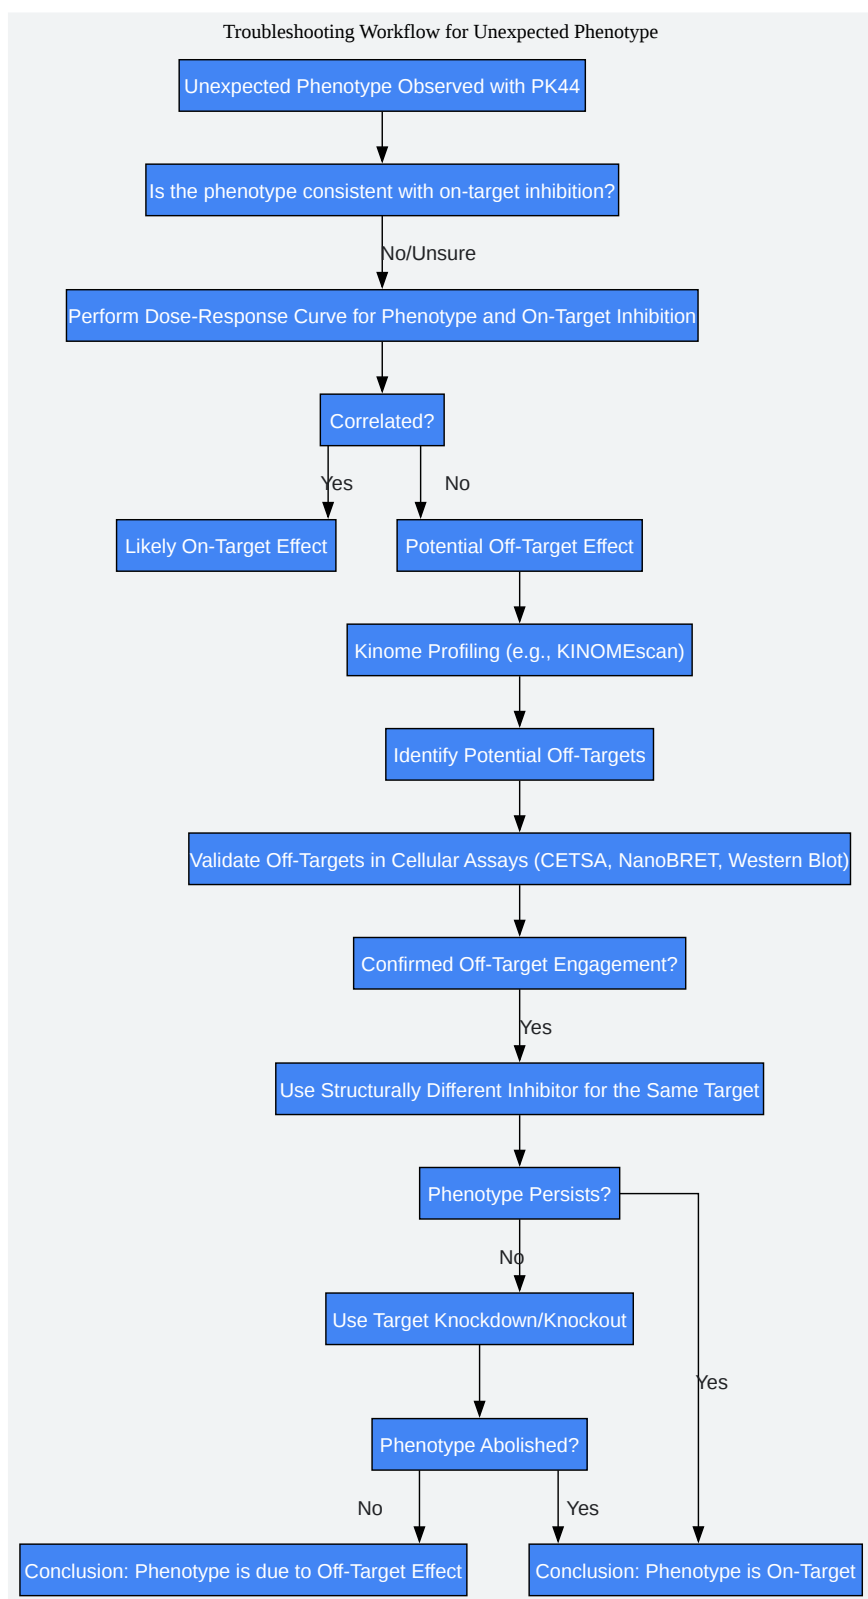 Troubleshooting Workflow for Unexpected Phenotype
Unexpected Phenotype Observed with PK44
Is the phenotype consistent with on-target inhibition?
No/Unsure
Perform Dose-Response Curve for Phenotype and On-Target Inhibition
Correlated?
Yes
No
Likely On-Target Effect
Potential Off-Target Effect
Kinome Profiling (e.g., KINOMEscan)
Identify Potential Off-Targets
Validate Off-Targets in Cellular Assays (CETSA, NanoBRET, Western Blot)
Confirmed Off-Target Engagement?
Yes
Use Structurally Different Inhibitor for the Same Target
Phenotype Persists?
No
Use Target Knockdown/Knockout
Yes
Phenotype Abolished?
No
Yes
Conclusion: Phenotype is due to Off-Target Effect
Conclusion: Phenotype is On-Target